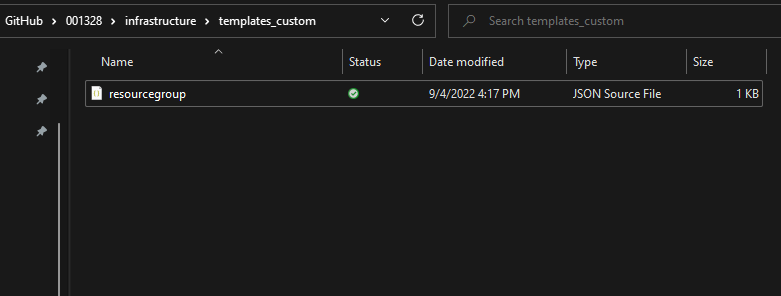 GitHub > 001328 > infrastructure > templates_custom
Search templates_custom
Name Status Date modified Type Size
resourcegroup 9/4/2022 4:17 PM JSON Source File 1 KB